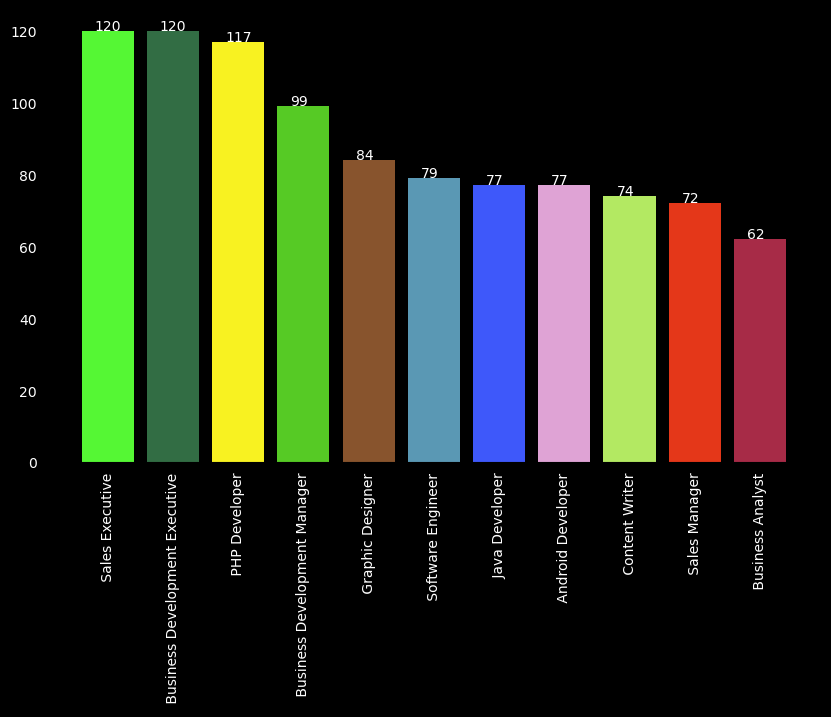 120
100
80
60
40
20
0
120
120
117
99
84
79
77
77
74
72
62
Sales Executive
Business Development Executive
PHP Developer
Business Development Manager
Graphic Designer
Software Engineer
Java Developer
Android Developer
Content Writer
Sales Manager
Business Analyst